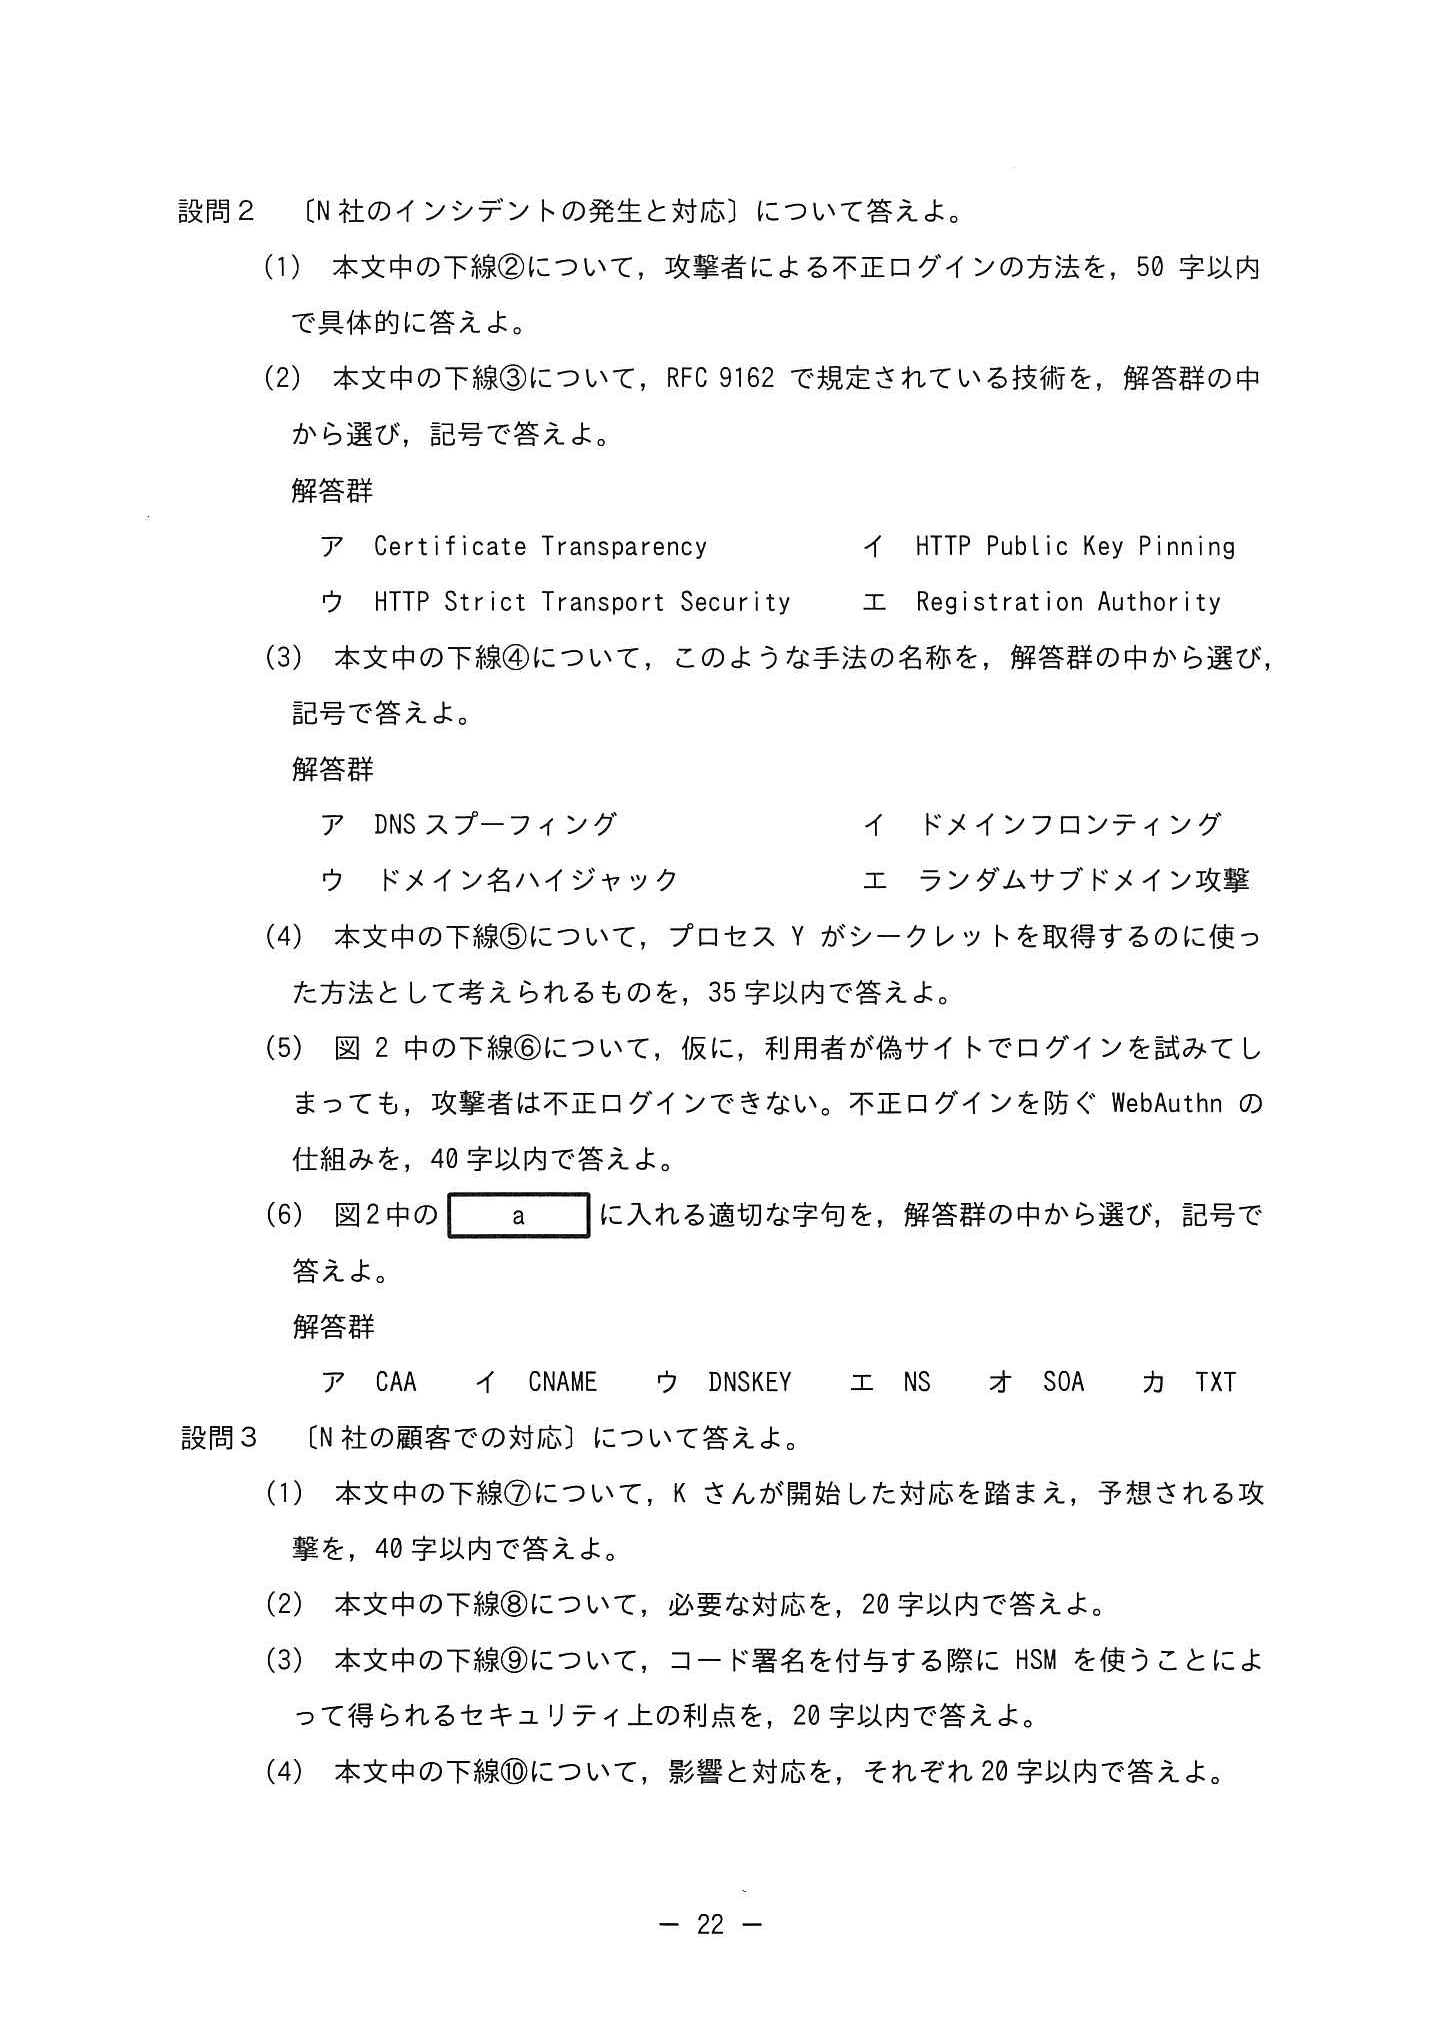 設問２　〔N 社のインシデントの発生と対応〕について答えよ。
(1)　本文中の下線②について，攻撃者による不正ログインの方法を，50 字以内
で具体的に答えよ。
(2)　本文中の下線③について，RFC 9162 で規定されている技術を，解答群の中
から選び，記号で答えよ。
解答群
ア　Certificate Transparency　イ　HTTP Public Key Pinning
ウ　HTTP Strict Transport Security　エ　Registration Authority
(3)　本文中の下線④について，このような手法の名称を，解答群の中から選び，
記号で答えよ。
解答群
ア　DNS スプーフィング　イ　ドメインフロンティング
ウ　ドメイン名ハイジャック　エ　ランダムサブドメイン攻撃
(4)　本文中の下線⑤について，プロセス Y がシークレットを取得するのに使っ
た方法として考えられるものを，35 字以内で答えよ。
(5)　図 2 中の下線⑥について，仮に，利用者が偽サイトでログインを試みてし
まっても，攻撃者は不正ログインできない。不正ログインを防ぐ WebAuthn の
仕組みを，40 字以内で答えよ。
(6)　図2中の a に入れる適切な字句を，解答群の中から選び，記号で
答えよ。
解答群
ア　CAA　イ　CNAME　ウ　DNSKEY　エ　NS　オ　SOA　カ　TXT
設問３　〔N 社の顧客での対応〕について答えよ。
(1)　本文中の下線⑦について，K さんが開始した対応を踏まえ，予想される攻
撃を，40 字以内で答えよ。
(2)　本文中の下線⑧について，必要な対応を，20 字以内で答えよ。
(3)　本文中の下線⑨について，コード署名を付与する際に HSM を使うことによ
って得られるセキュリティ上の利点を，20 字以内で答えよ。
(4)　本文中の下線⑩について，影響と対応を，それぞれ 20 字以内で答えよ。
－ 22 －